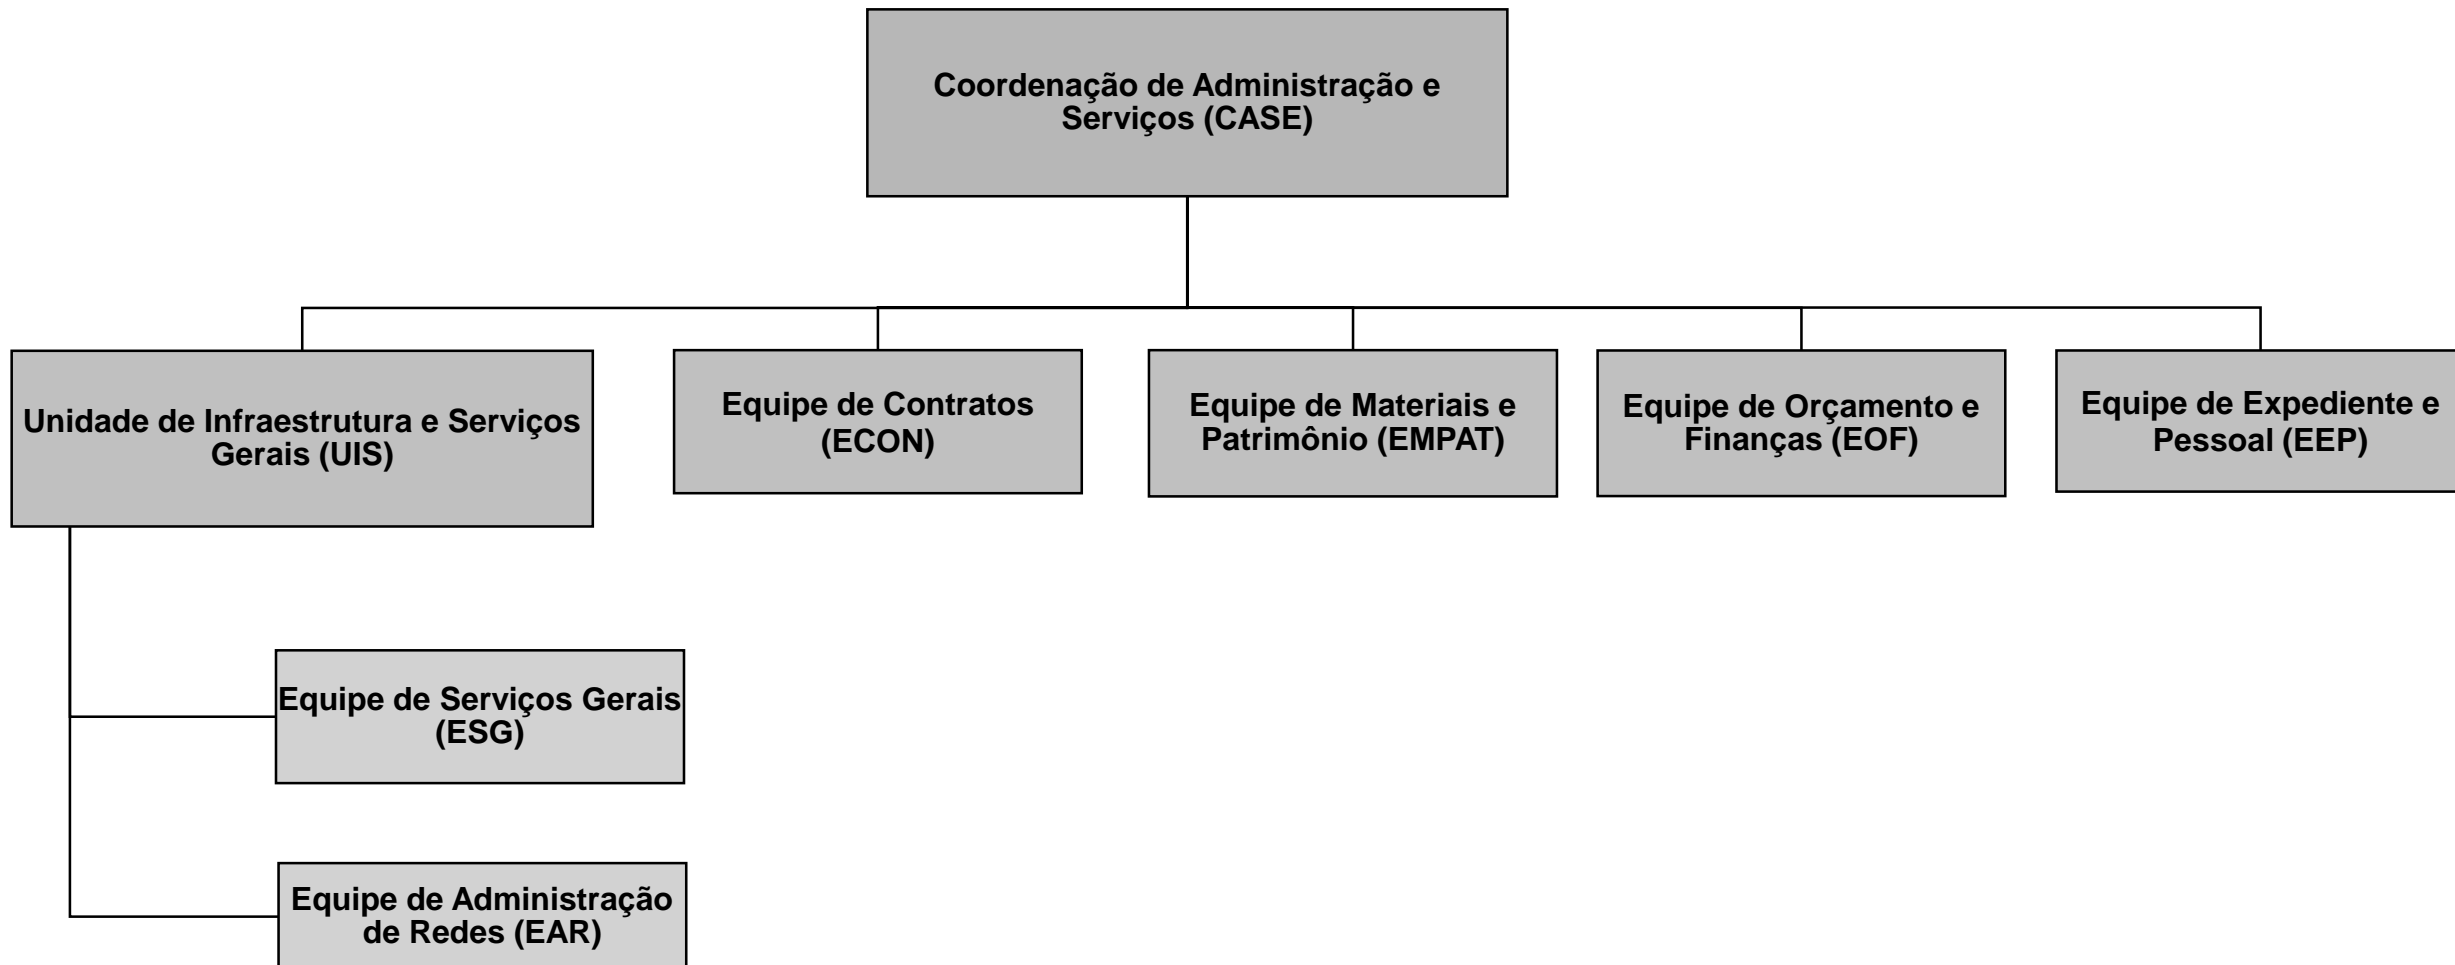 Coordenação de Administração e
Serviços (CASE)
Unidade de Infraestrutura e Serviços
Gerais (UIS)
Equipe de Contratos
(ECON)
Equipe de Materiais e
Patrimônio (EMPAT)
Equipe de Orçamento e
Finanças (EOF)
Equipe de Expediente e
Pessoal (EEP)
Equipe de Serviços Gerais
(ESG)
Equipe de Administração
de Redes (EAR)